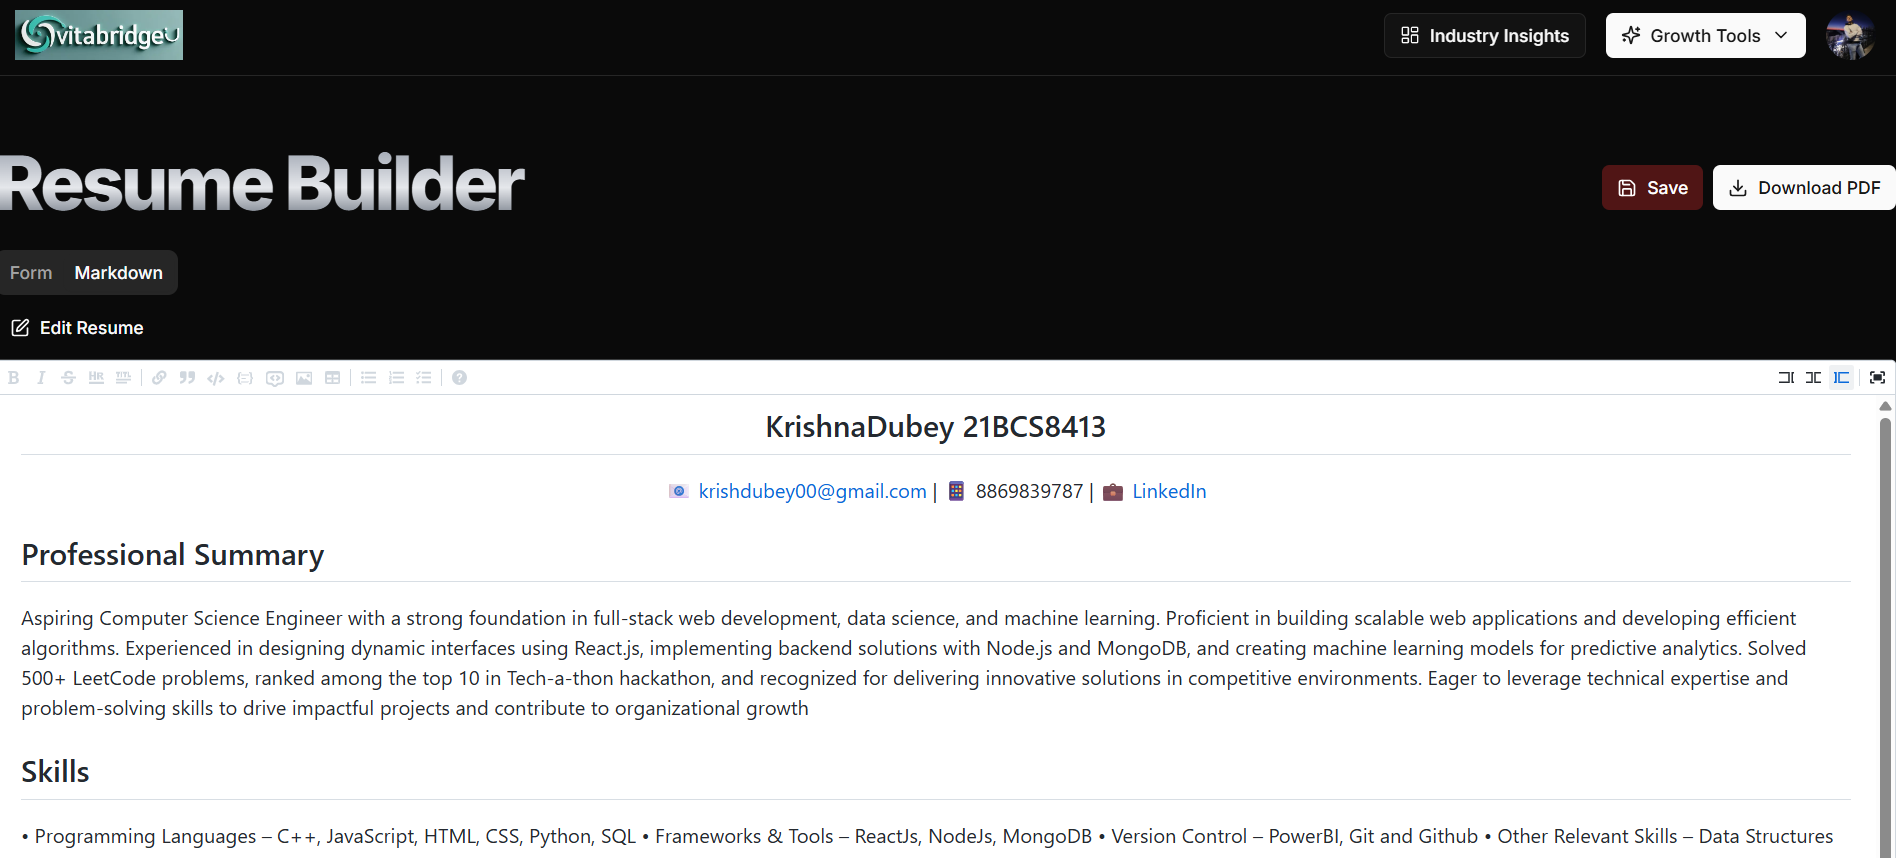 vitabridgeU
Industry Insights
Growth Tools
Resume Builder
Save
Download PDF
Form Markdown
Edit Resume
B I S HR TITL
KrishnaDubey 21BCS8413
krishdubey00@gmail.com | 8869839787 | LinkedIn
Professional Summary
Aspiring Computer Science Engineer with a strong foundation in full-stack web development, data science, and machine learning. Proficient in building scalable web applications and developing efficient
algorithms. Experienced in designing dynamic interfaces using React.js, implementing backend solutions with Node.js and MongoDB, and creating machine learning models for predictive analytics. Solved
500+ LeetCode problems, ranked among the top 10 in Tech-a-thon hackathon, and recognized for delivering innovative solutions in competitive environments. Eager to leverage technical expertise and
problem-solving skills to drive impactful projects and contribute to organizational growth
Skills
• Programming Languages – C++, JavaScript, HTML, CSS, Python, SQL • Frameworks & Tools – ReactJs, NodeJs, MongoDB • Version Control – PowerBI, Git and Github • Other Relevant Skills – Data Structures